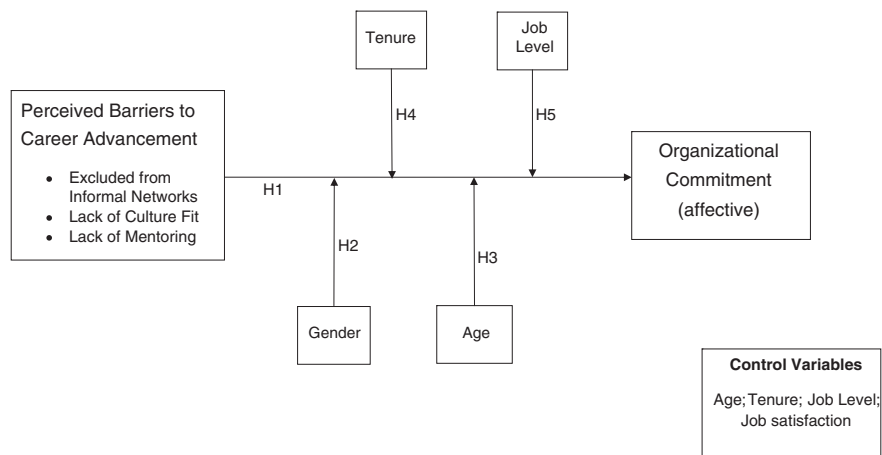 Tenure
Job
Level
Perceived Barriers to
Career Advancement
• Excluded from
Informal Networks
• Lack of Culture Fit
• Lack of Mentoring
H4
H5
H1
H2
H3
Organizational
Commitment
(affective)
Gender
Age
Control Variables
Age; Tenure; Job Level;
Job satisfaction